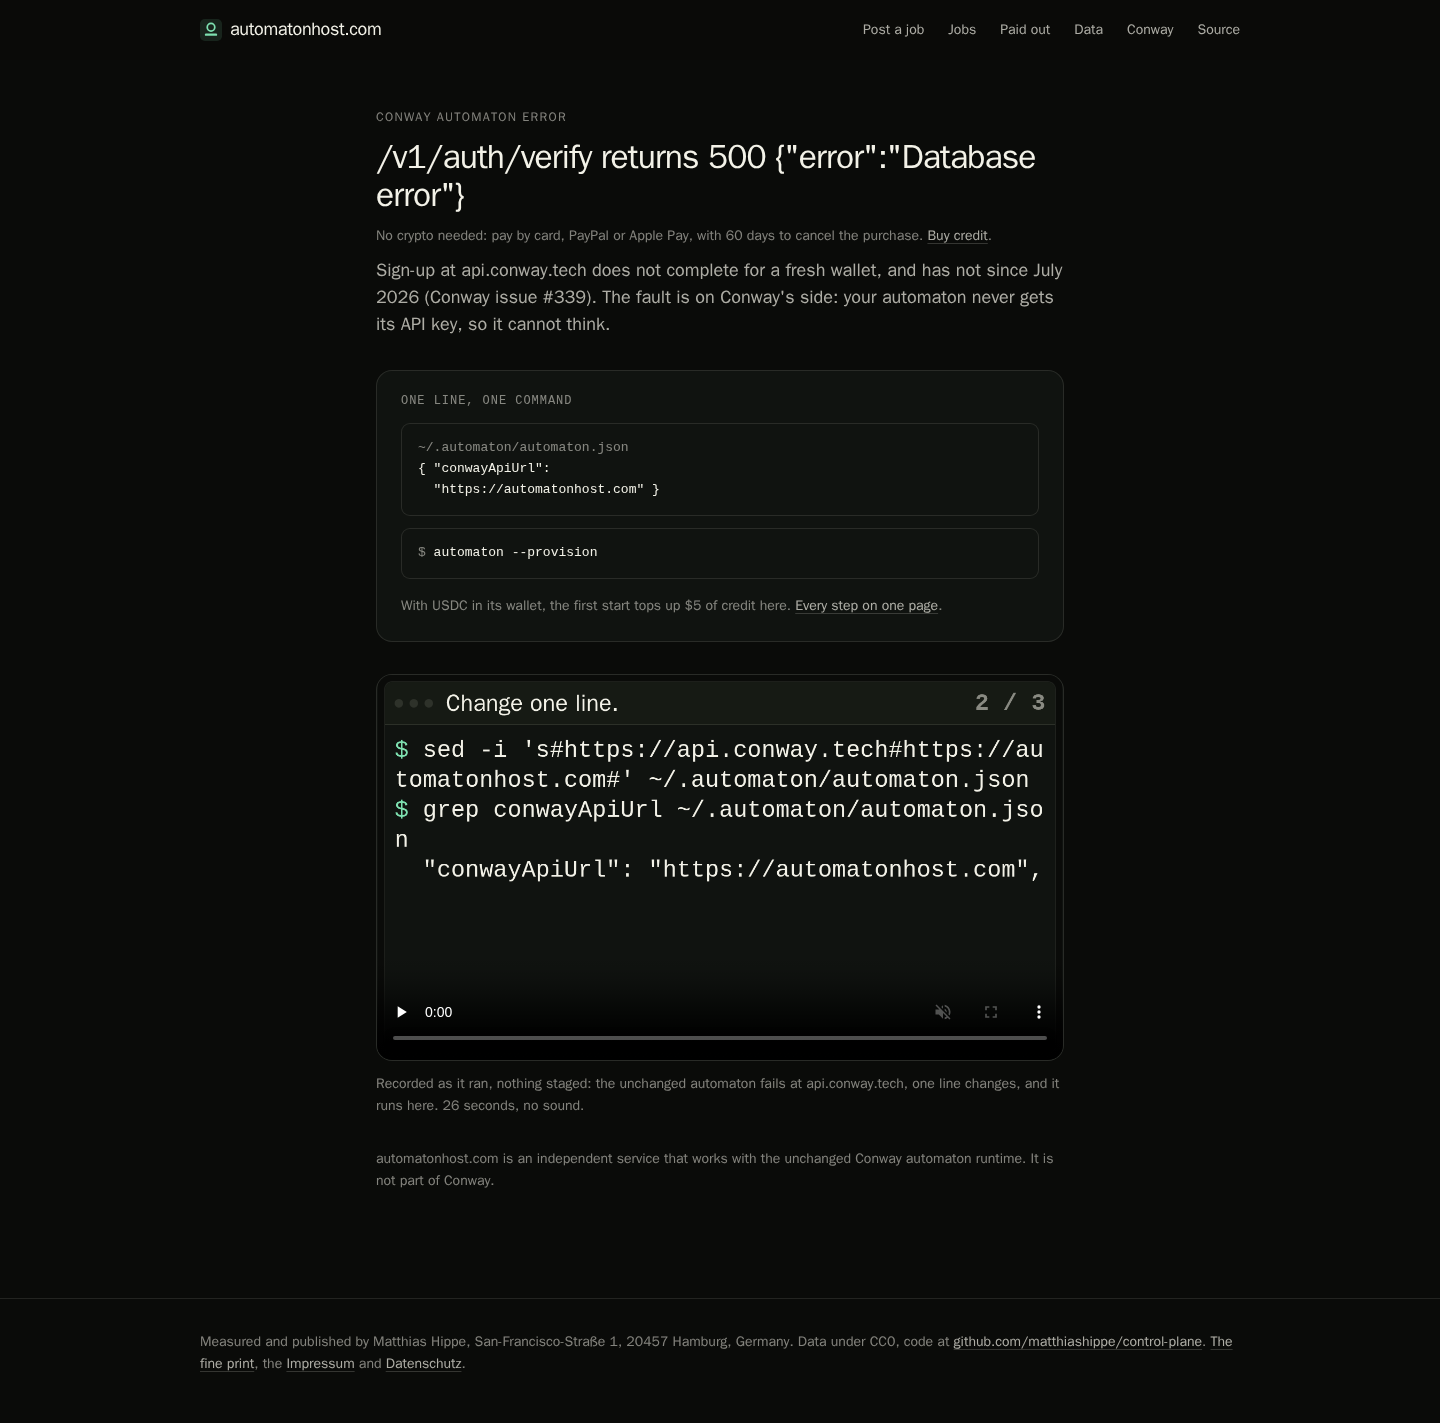 automatonhost.com
Post a job Jobs Paid out Data Conway Source
CONWAY AUTOMATON ERROR
/v1/auth/verify returns 500 {"error":"Database
error"}
No crypto needed: pay by card, PayPal or Apple Pay, with 60 days to cancel the purchase. Buy credit.
Sign-up at api.conway.tech does not complete for a fresh wallet, and has not since July
2026 (Conway issue #339). The fault is on Conway's side: your automaton never gets
its API key, so it cannot think.
ONE LINE, ONE COMMAND
~/.automaton/automaton.json
{ "conwayApiUrl":
"https://automatonhost.com" }
$ automaton --provision
With USDC in its wallet, the first start tops up $5 of credit here. Every step on one page.
Change one line. 2 / 3
$ sed -i 's#https://api.conway.tech#https://au
tomatonhost.com#' ~/.automaton/automaton.json
$ grep conwayApiUrl ~/.automaton/automaton.jso
n
"conwayApiUrl": "https://automatonhost.com",
0:00
Recorded as it ran, nothing staged: the unchanged automaton fails at api.conway.tech, one line changes, and it
runs here. 26 seconds, no sound.
automatonhost.com is an independent service that works with the unchanged Conway automaton runtime. It is
not part of Conway.
Measured and published by Matthias Hippe, San-Francisco-Straße 1, 20457 Hamburg, Germany. Data under CC0, code at github.com/matthiashippe/control-plane. The
fine print, the Impressum and Datenschutz.